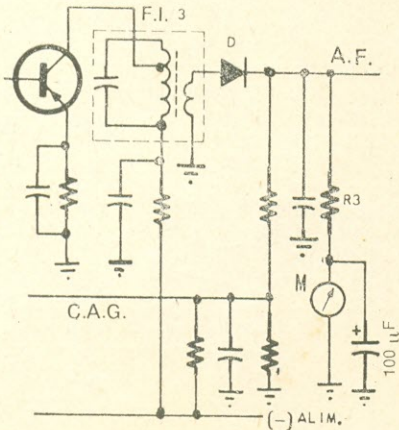 F.I. 3
D
A.F.
R3
M
C.A.G.
+
100 µF
(-) ALIM.